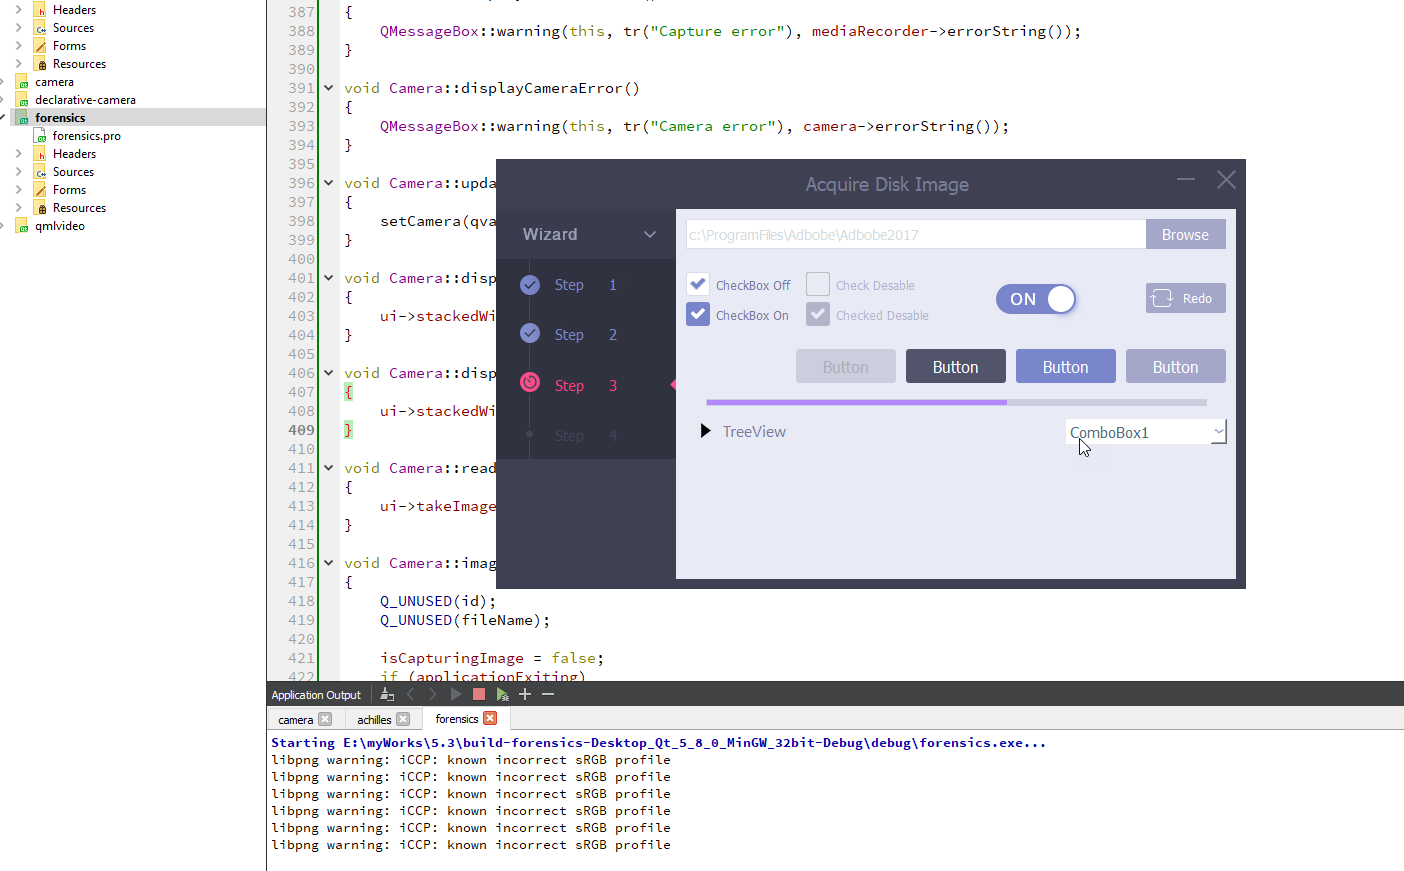 Headers
Sources
Forms
Resources
camera
declarative-camera
forensics
forensics.pro
Headers
Sources
Forms
Resources
qmlvideo
387 {
388 QMessageBox::warning(this, tr("Capture error"), mediaRecorder->errorString());
389 }
390
391 void Camera::displayCameraError()
392 {
393 QMessageBox::warning(this, tr("Camera error"), camera->errorString());
394 }
395
396 void Camera::upda
397 {
398 setCamera(qva
399 }
400
401 void Camera::disp
402 {
403 ui->stackedWi
404 }
405
406 void Camera::disp
407 {
408 ui->stackedWi
409 }
410
411 void Camera::read
412 {
413 ui->takeImage
414 }
415
416 void Camera::imag
417 {
418 Q_UNUSED(id);
419 Q_UNUSED(fileName);
420
421 isCapturingImage = false;
422 if (applicationExiting)
Acquire Disk Image
Wizard
Step 1
Step 2
Step 3
Step 4
c:\ProgramFiles\Adbobe\Adbobe2017
Browse
CheckBox Off Check Desable
CheckBox On Checked Desable
ON
Redo
Button Button Button Button
TreeView
ComboBox1
Application Output
camera achilles forensics
Starting E:\myWorks\5.3\build-forensics-Desktop_Qt_5_8_0_MinGW_32bit-Debug\debug\forensics.exe...
libpng warning: iCCP: known incorrect sRGB profile
libpng warning: iCCP: known incorrect sRGB profile
libpng warning: iCCP: known incorrect sRGB profile
libpng warning: iCCP: known incorrect sRGB profile
libpng warning: iCCP: known incorrect sRGB profile
libpng warning: iCCP: known incorrect sRGB profile